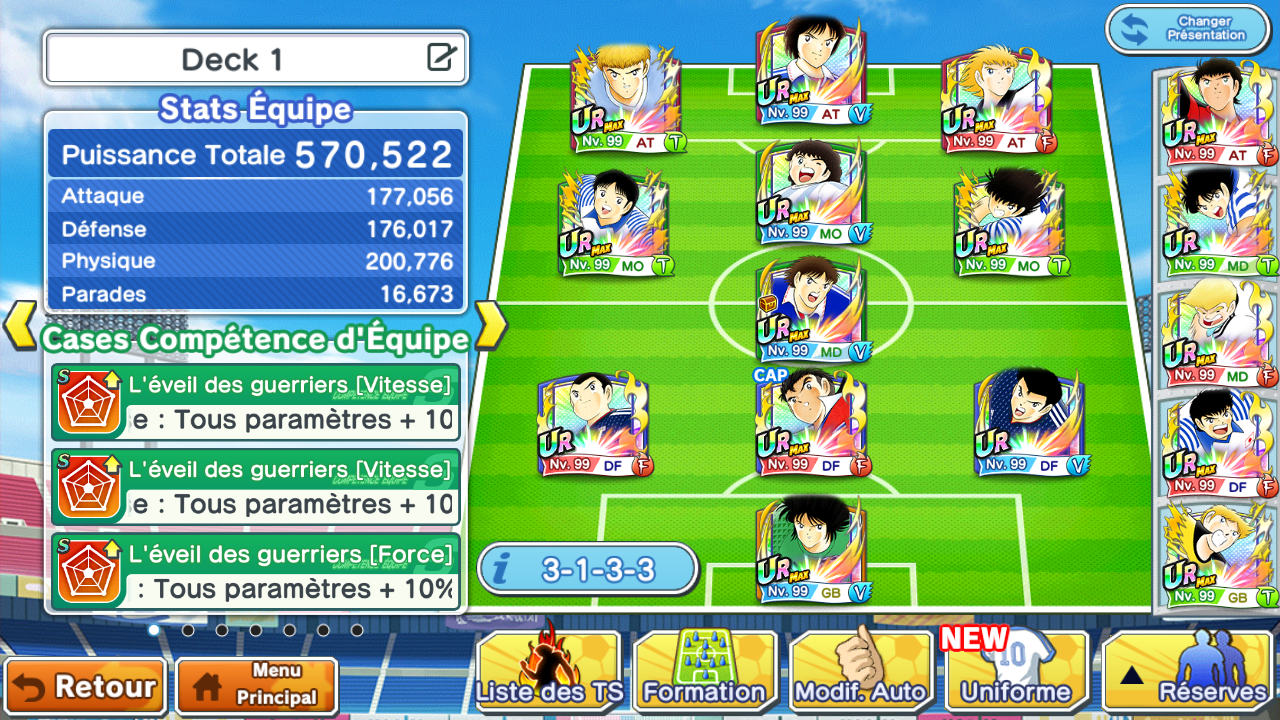 Deck 1
Changer
Présentation
Stats Équipe
Puissance Totale 570,522
Attaque 177,056
Défense 176,017
Physique 200,776
Parades 16,673
Cases Compétence d'Équipe
S L'éveil des guerriers [Vitesse]
e : Tous paramètres + 10
S L'éveil des guerriers [Vitesse]
e : Tous paramètres + 10
S L'éveil des guerriers [Force]
: Tous paramètres + 10%
UR MAX
Nv. 99 AT T
UR MAX
Nv. 99 AT V
UR MAX
Nv. 99 AT F
UR MAX
Nv. 99 MO T
UR MAX
Nv. 99 MO V
UR MAX
Nv. 99 MO T
UR MAX
Nv. 99 MD V
UR
Nv. 99 DF F
CAP
UR MAX
Nv. 99 DF F
UR
Nv. 99 DF V
UR MAX
Nv. 99 GB V
i 3-1-3-3
UR MAX
Nv. 99 AT F
UR
Nv. 99 MD T
UR MAX
Nv. 99 MD F
UR MAX
Nv. 99 DF F
UR MAX
Nv. 99 GB T
Retour
Menu
Principal
Liste des TS
Formation
Modif. Auto
NEW
10
Uniforme
▲ Réserves